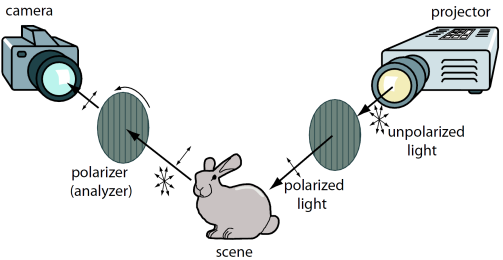 camera
projector
unpolarized
light
polarizer
(analyzer)
polarized
light
scene